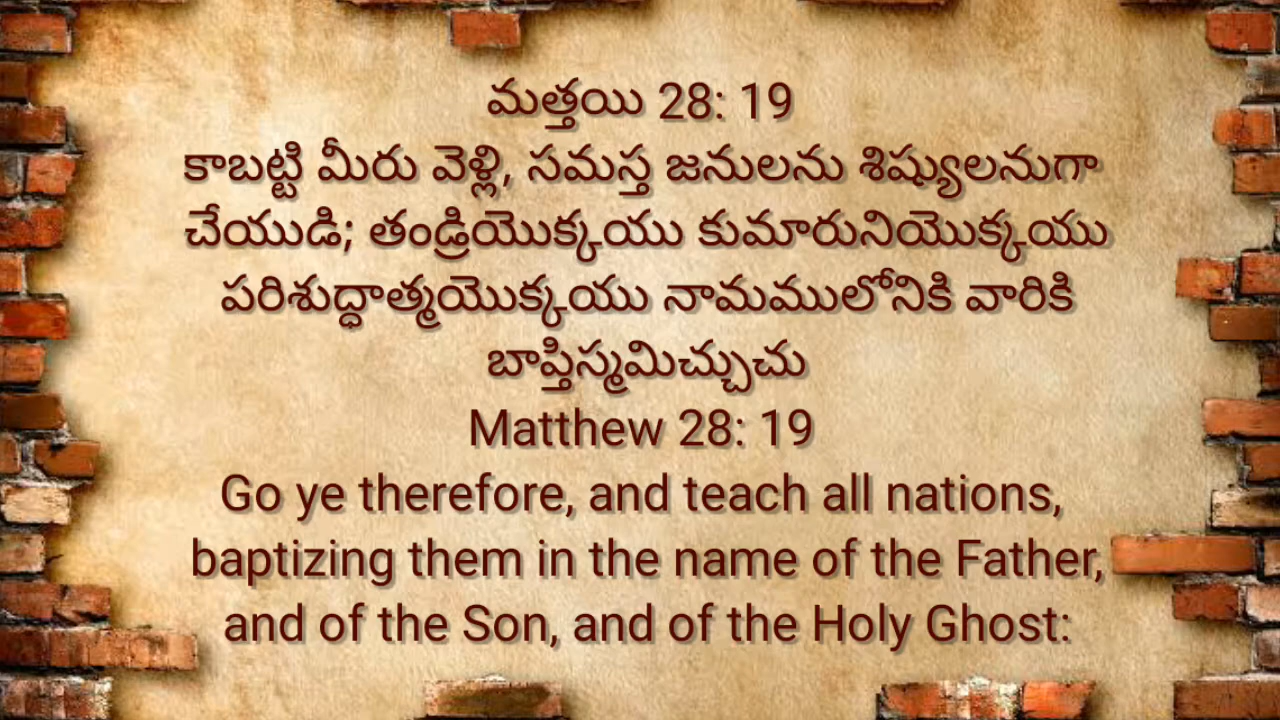 మత్తయి 28: 19
కాబట్టి మీరు వెళ్లి, సమస్త జనులను శిష్యులనుగా
చేయుడి; తండ్రియొక్కయు కుమారునియొక్కయు
పరిశుద్ధాత్మయొక్కయు నామములోనికి వారికి
బాప్తిస్మమిచ్చుచు
Matthew 28: 19
Go ye therefore, and teach all nations,
baptizing them in the name of the Father,
and of the Son, and of the Holy Ghost: